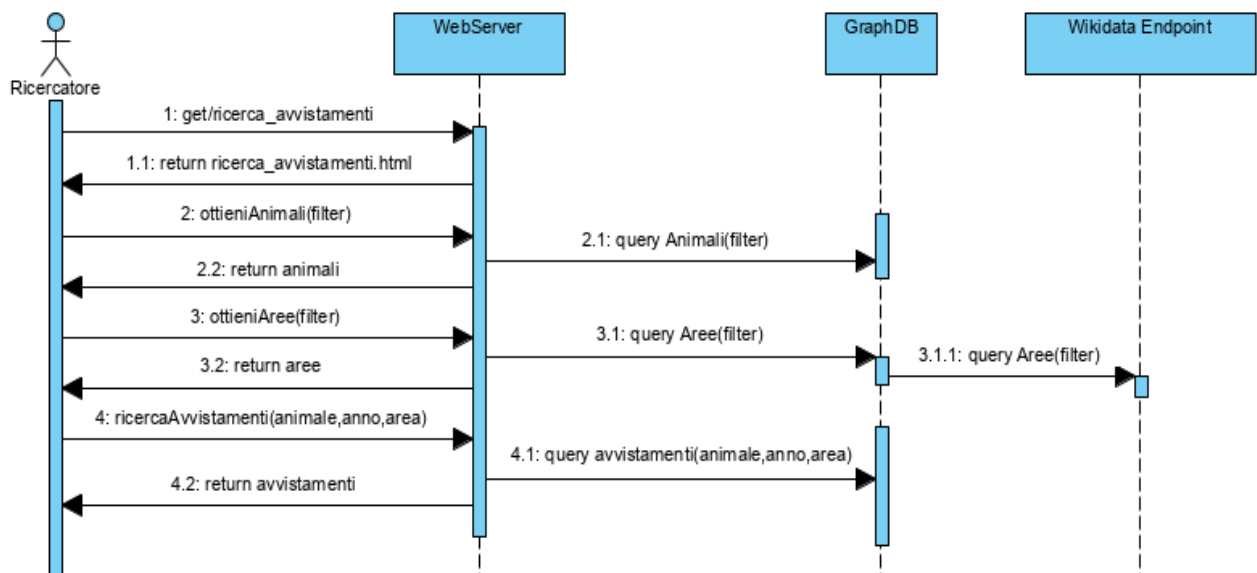 WebServer
GraphDB
Wikidata Endpoint
Ricercatore
1: get/ricerca_avvistamenti
1.1: return ricerca_avvistamenti.html
2: ottieniAnimali(filter)
2.1: query Animali(filter)
2.2: return animali
3: ottieniAree(filter)
3.1: query Aree(filter)
3.1.1: query Aree(filter)
3.2: return aree
4: ricercaAvvistamenti(animale,anno,area)
4.1: query avvistamenti(animale,anno,area)
4.2: return avvistamenti